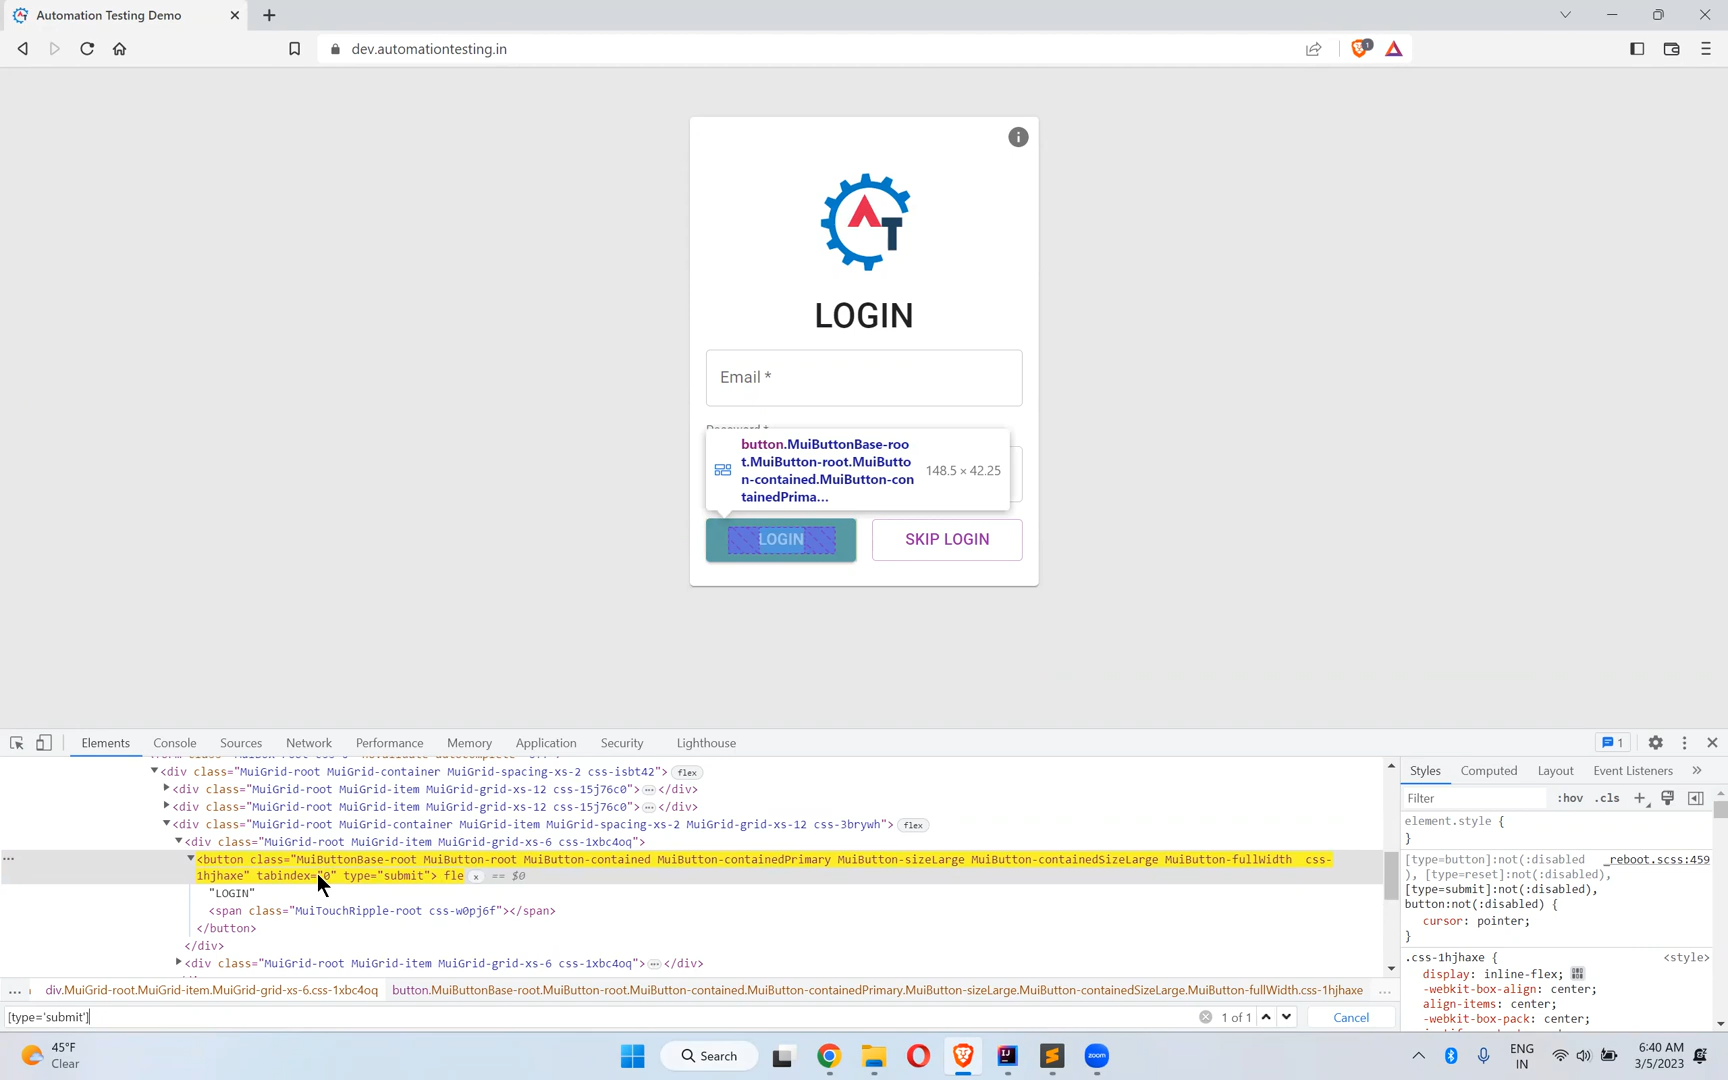 Automation Testing Demo
dev.automationtesting.in
1
LOGIN
Email *
button.MuiButtonBase-roo
t.MuiButton-root.MuiButto
n-contained.MuiButton-con
tainedPrima...
148.5 × 42.25
LOGIN
SKIP LOGIN
Elements Console Sources Network Performance Memory Application Security Lighthouse
1
<div class="MuiGrid-root MuiGrid-container MuiGrid-spacing-xs-2 css-isbt42"> flex
<div class="MuiGrid-root MuiGrid-item MuiGrid-grid-xs-12 css-15j76c0"> ⋯ </div>
<div class="MuiGrid-root MuiGrid-item MuiGrid-grid-xs-12 css-15j76c0"> ⋯ </div>
<div class="MuiGrid-root MuiGrid-container MuiGrid-item MuiGrid-spacing-xs-2 MuiGrid-grid-xs-12 css-3brywh"> flex
<div class="MuiGrid-root MuiGrid-item MuiGrid-grid-xs-6 css-1xbc4oq">
<button class="MuiButtonBase-root MuiButton-root MuiButton-contained MuiButton-containedPrimary MuiButton-sizeLarge MuiButton-containedSizeLarge MuiButton-fullWidth css-
1hjhaxe" tabindex="0" type="submit"> fle x == $0
"LOGIN"
<span class="MuiTouchRipple-root css-w0pj6f"></span>
</button>
</div>
<div class="MuiGrid-root MuiGrid-item MuiGrid-grid-xs-6 css-1xbc4oq"> ⋯ </div>
... div.MuiGrid-root.MuiGrid-item.MuiGrid-grid-xs-6.css-1xbc4oq button.MuiButtonBase-root.MuiButton-root.MuiButton-contained.MuiButton-containedPrimary.MuiButton-sizeLarge.MuiButton-containedSizeLarge.MuiButton-fullWidth.css-1hjhaxe ...
[type='submit']
1 of 1
Cancel
Styles Computed Layout Event Listeners »
Filter :hov .cls +
element.style {
}
[type=button]:not(:disabled _reboot.scss:459
), [type=reset]:not(:disabled),
[type=submit]:not(:disabled),
button:not(:disabled) {
cursor: pointer;
}
.css-1hjhaxe { <style>
display: inline-flex;
-webkit-box-align: center;
align-items: center;
-webkit-box-pack: center;
45°F
Clear
Search
zoom
ENG
IN
6:40 AM
3/5/2023